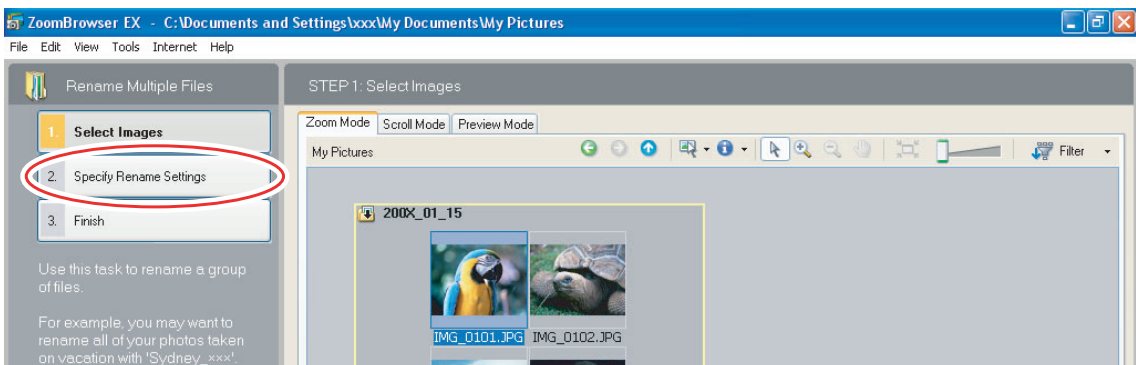 ZoomBrowser EX - C:\Documents and Settings\xxx\My Documents\My Pictures
File Edit View Tools Internet Help
Rename Multiple Files
1. Select Images
2. Specify Rename Settings
3. Finish
Use this task to rename a group
of files.
For example, you may want to
rename all of your photos taken
on vacation with 'Sydney_xxx'.
STEP 1: Select Images
Zoom Mode Scroll Mode Preview Mode
My Pictures Filter
200X_01_15
IMG_0101.JPG IMG_0102.JPG